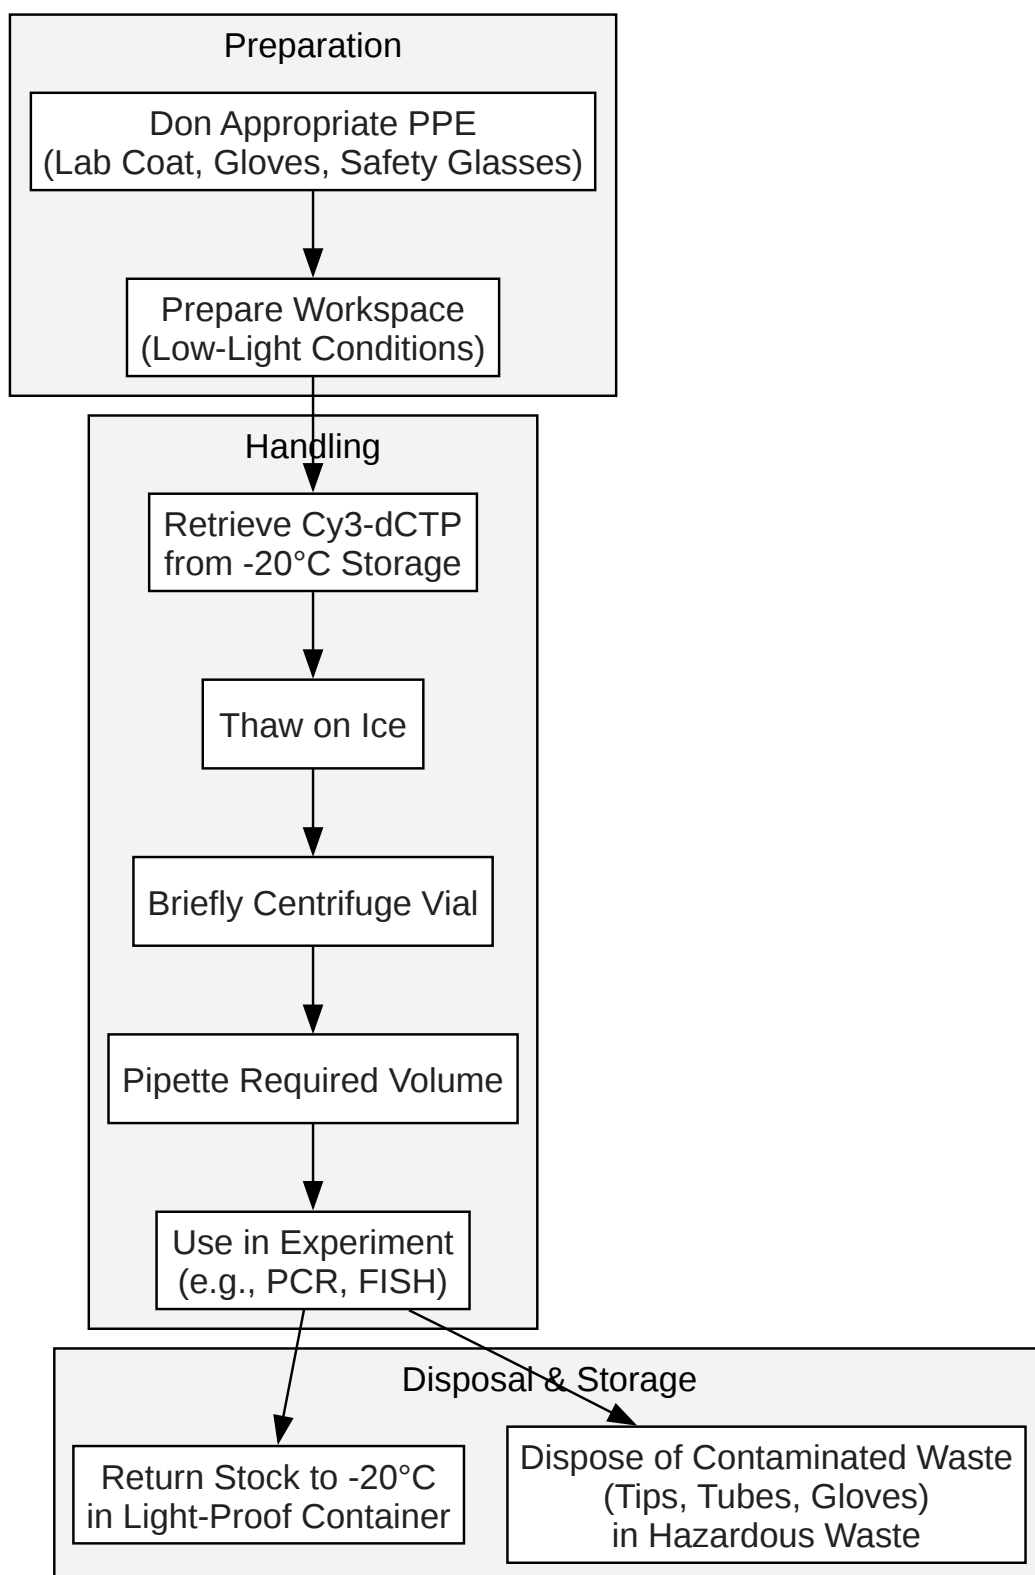 Preparation
Don Appropriate PPE
(Lab Coat, Gloves, Safety Glasses)
Prepare Workspace
(Low-Light Conditions)
Handling
Retrieve Cy3-dCTP
from -20°C Storage
Thaw on Ice
Briefly Centrifuge Vial
Pipette Required Volume
Use in Experiment
(e.g., PCR, FISH)
Disposal & Storage
Return Stock to -20°C
in Light-Proof Container
Dispose of Contaminated Waste
(Tips, Tubes, Gloves)
in Hazardous Waste